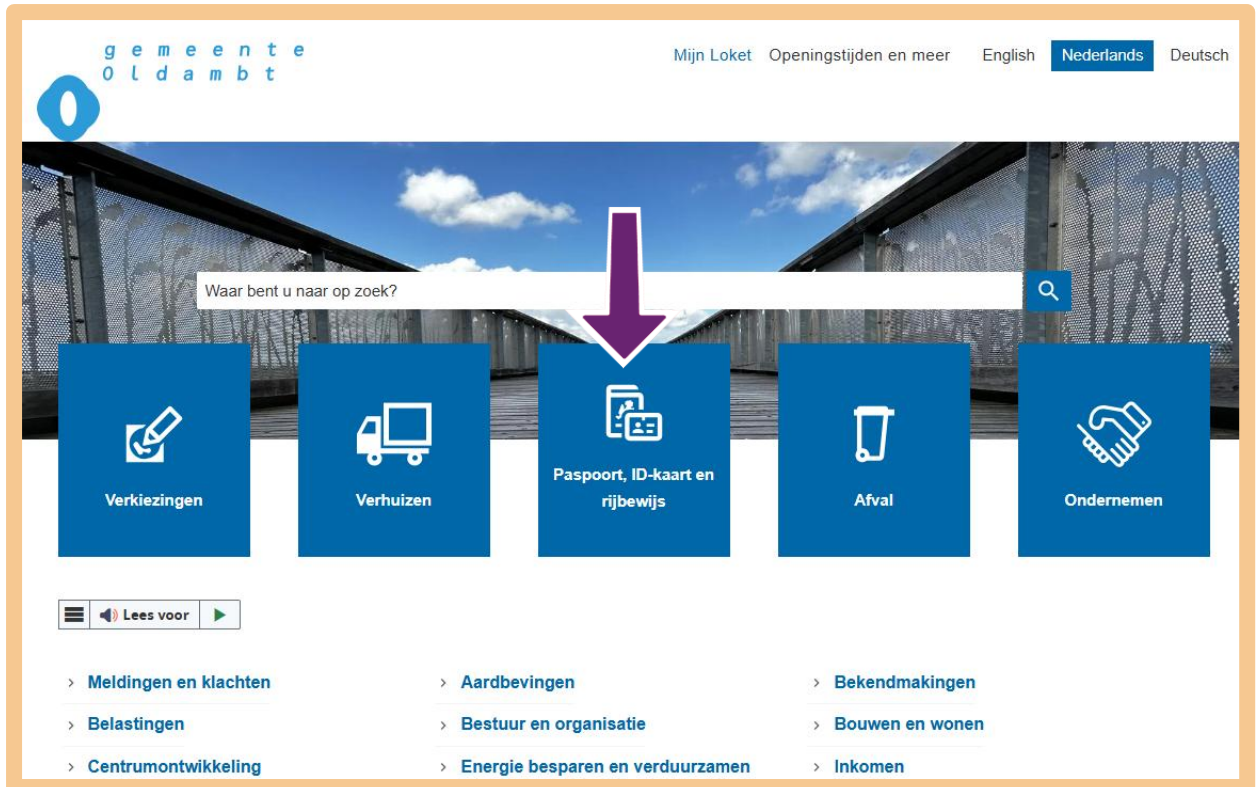 gemeente
Oldambt
Mijn Loket Openingstijden en meer English Nederlands Deutsch
Waar bent u naar op zoek?
Verkiezingen
Verhuizen
Paspoort, ID-kaart en
rijbewijs
Afval
Ondernemen
Lees voor
Meldingen en klachten
Aardbevingen
Bekendmakingen
Belastingen
Bestuur en organisatie
Bouwen en wonen
Centrumontwikkeling
Energie besparen en verduurzamen
Inkomen